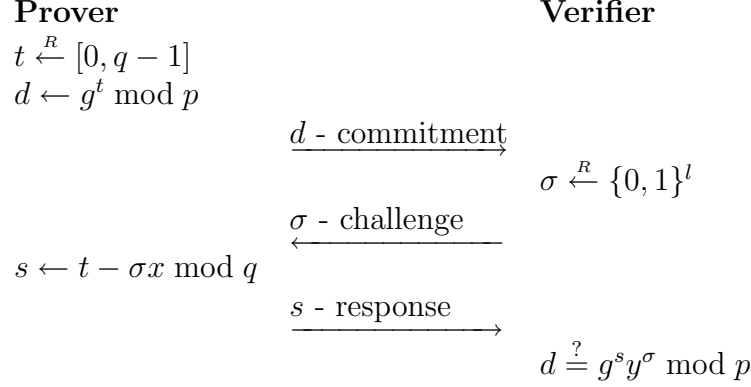 Prover Verifier
t ←R [0, q − 1]
d ← g^t mod p
d - commitment
σ ←R {0, 1}^l
σ - challenge
s ← t − σx mod q
s - response
d ?= g^s y^σ mod p